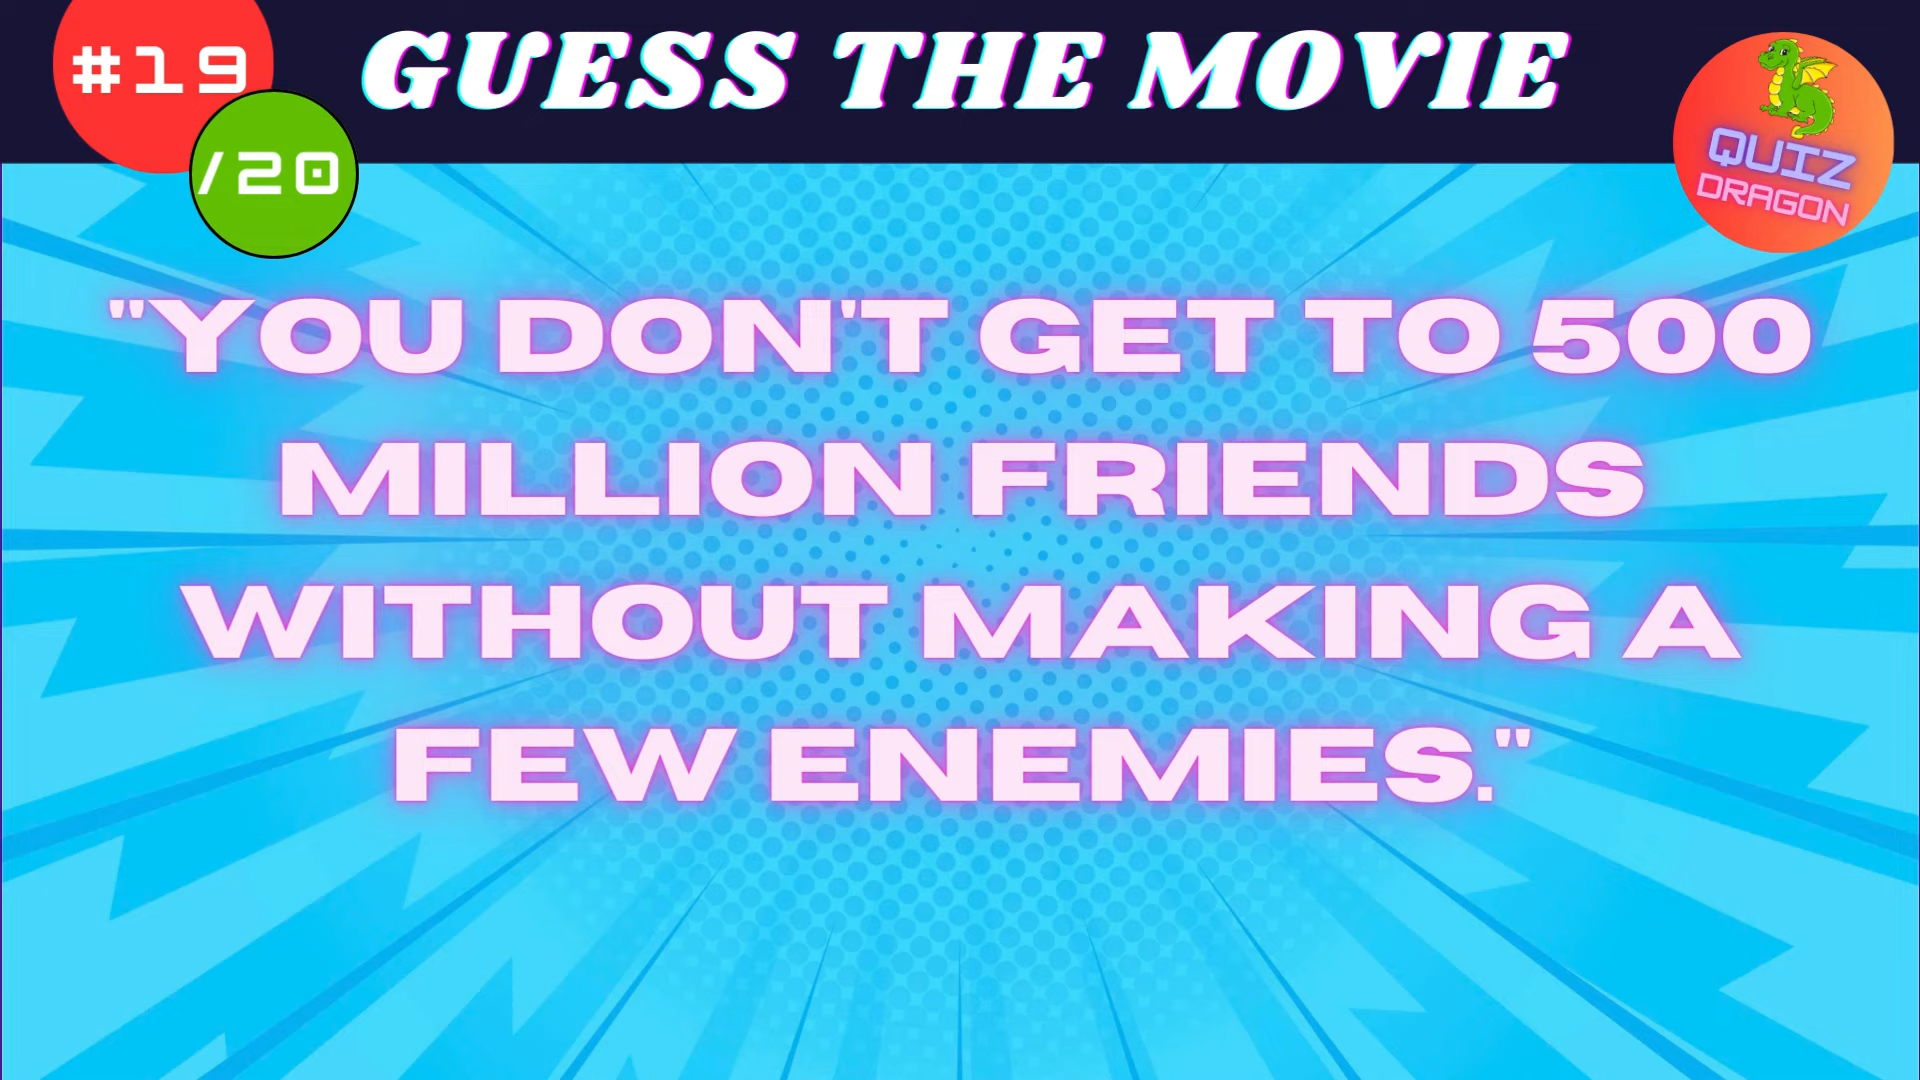 #19
/20
GUESS THE MOVIE
QUIZ
DRAGON
"YOU DON'T GET TO 500
MILLION FRIENDS
WITHOUT MAKING A
FEW ENEMIES."